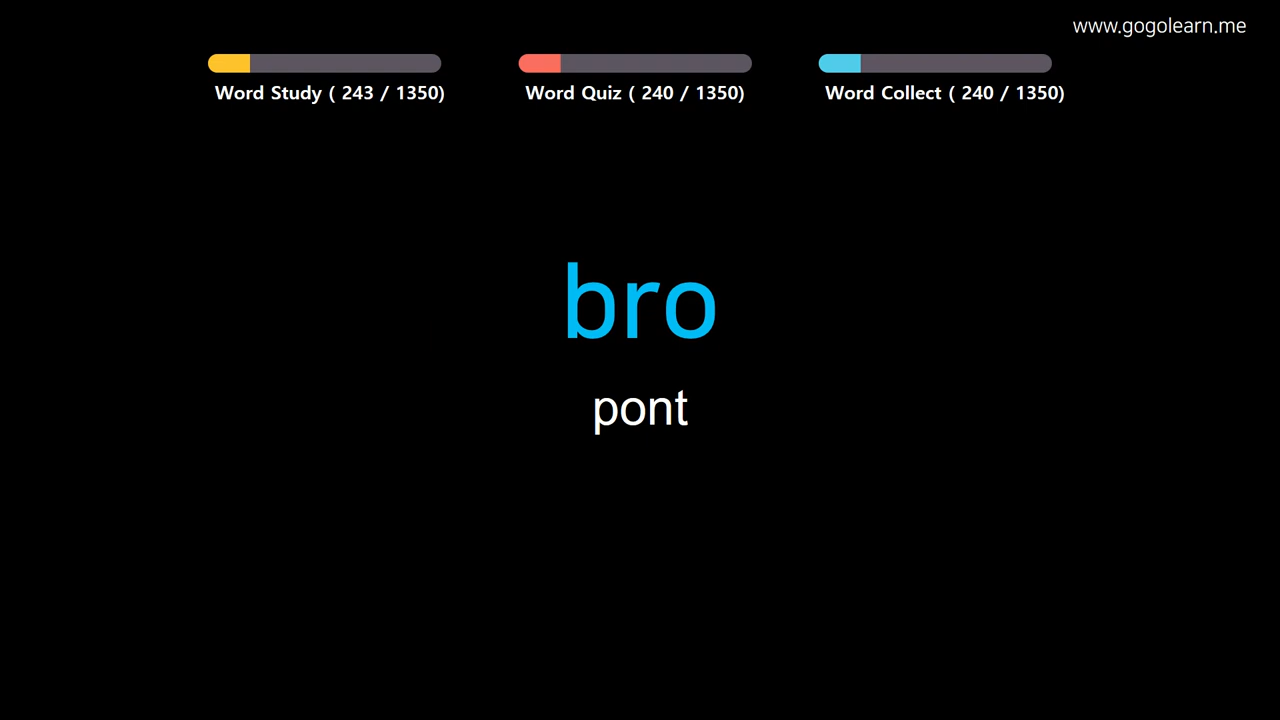 www.gogolearn.me
Word Study ( 243 / 1350)
Word Quiz ( 240 / 1350)
Word Collect ( 240 / 1350)
bro
pont